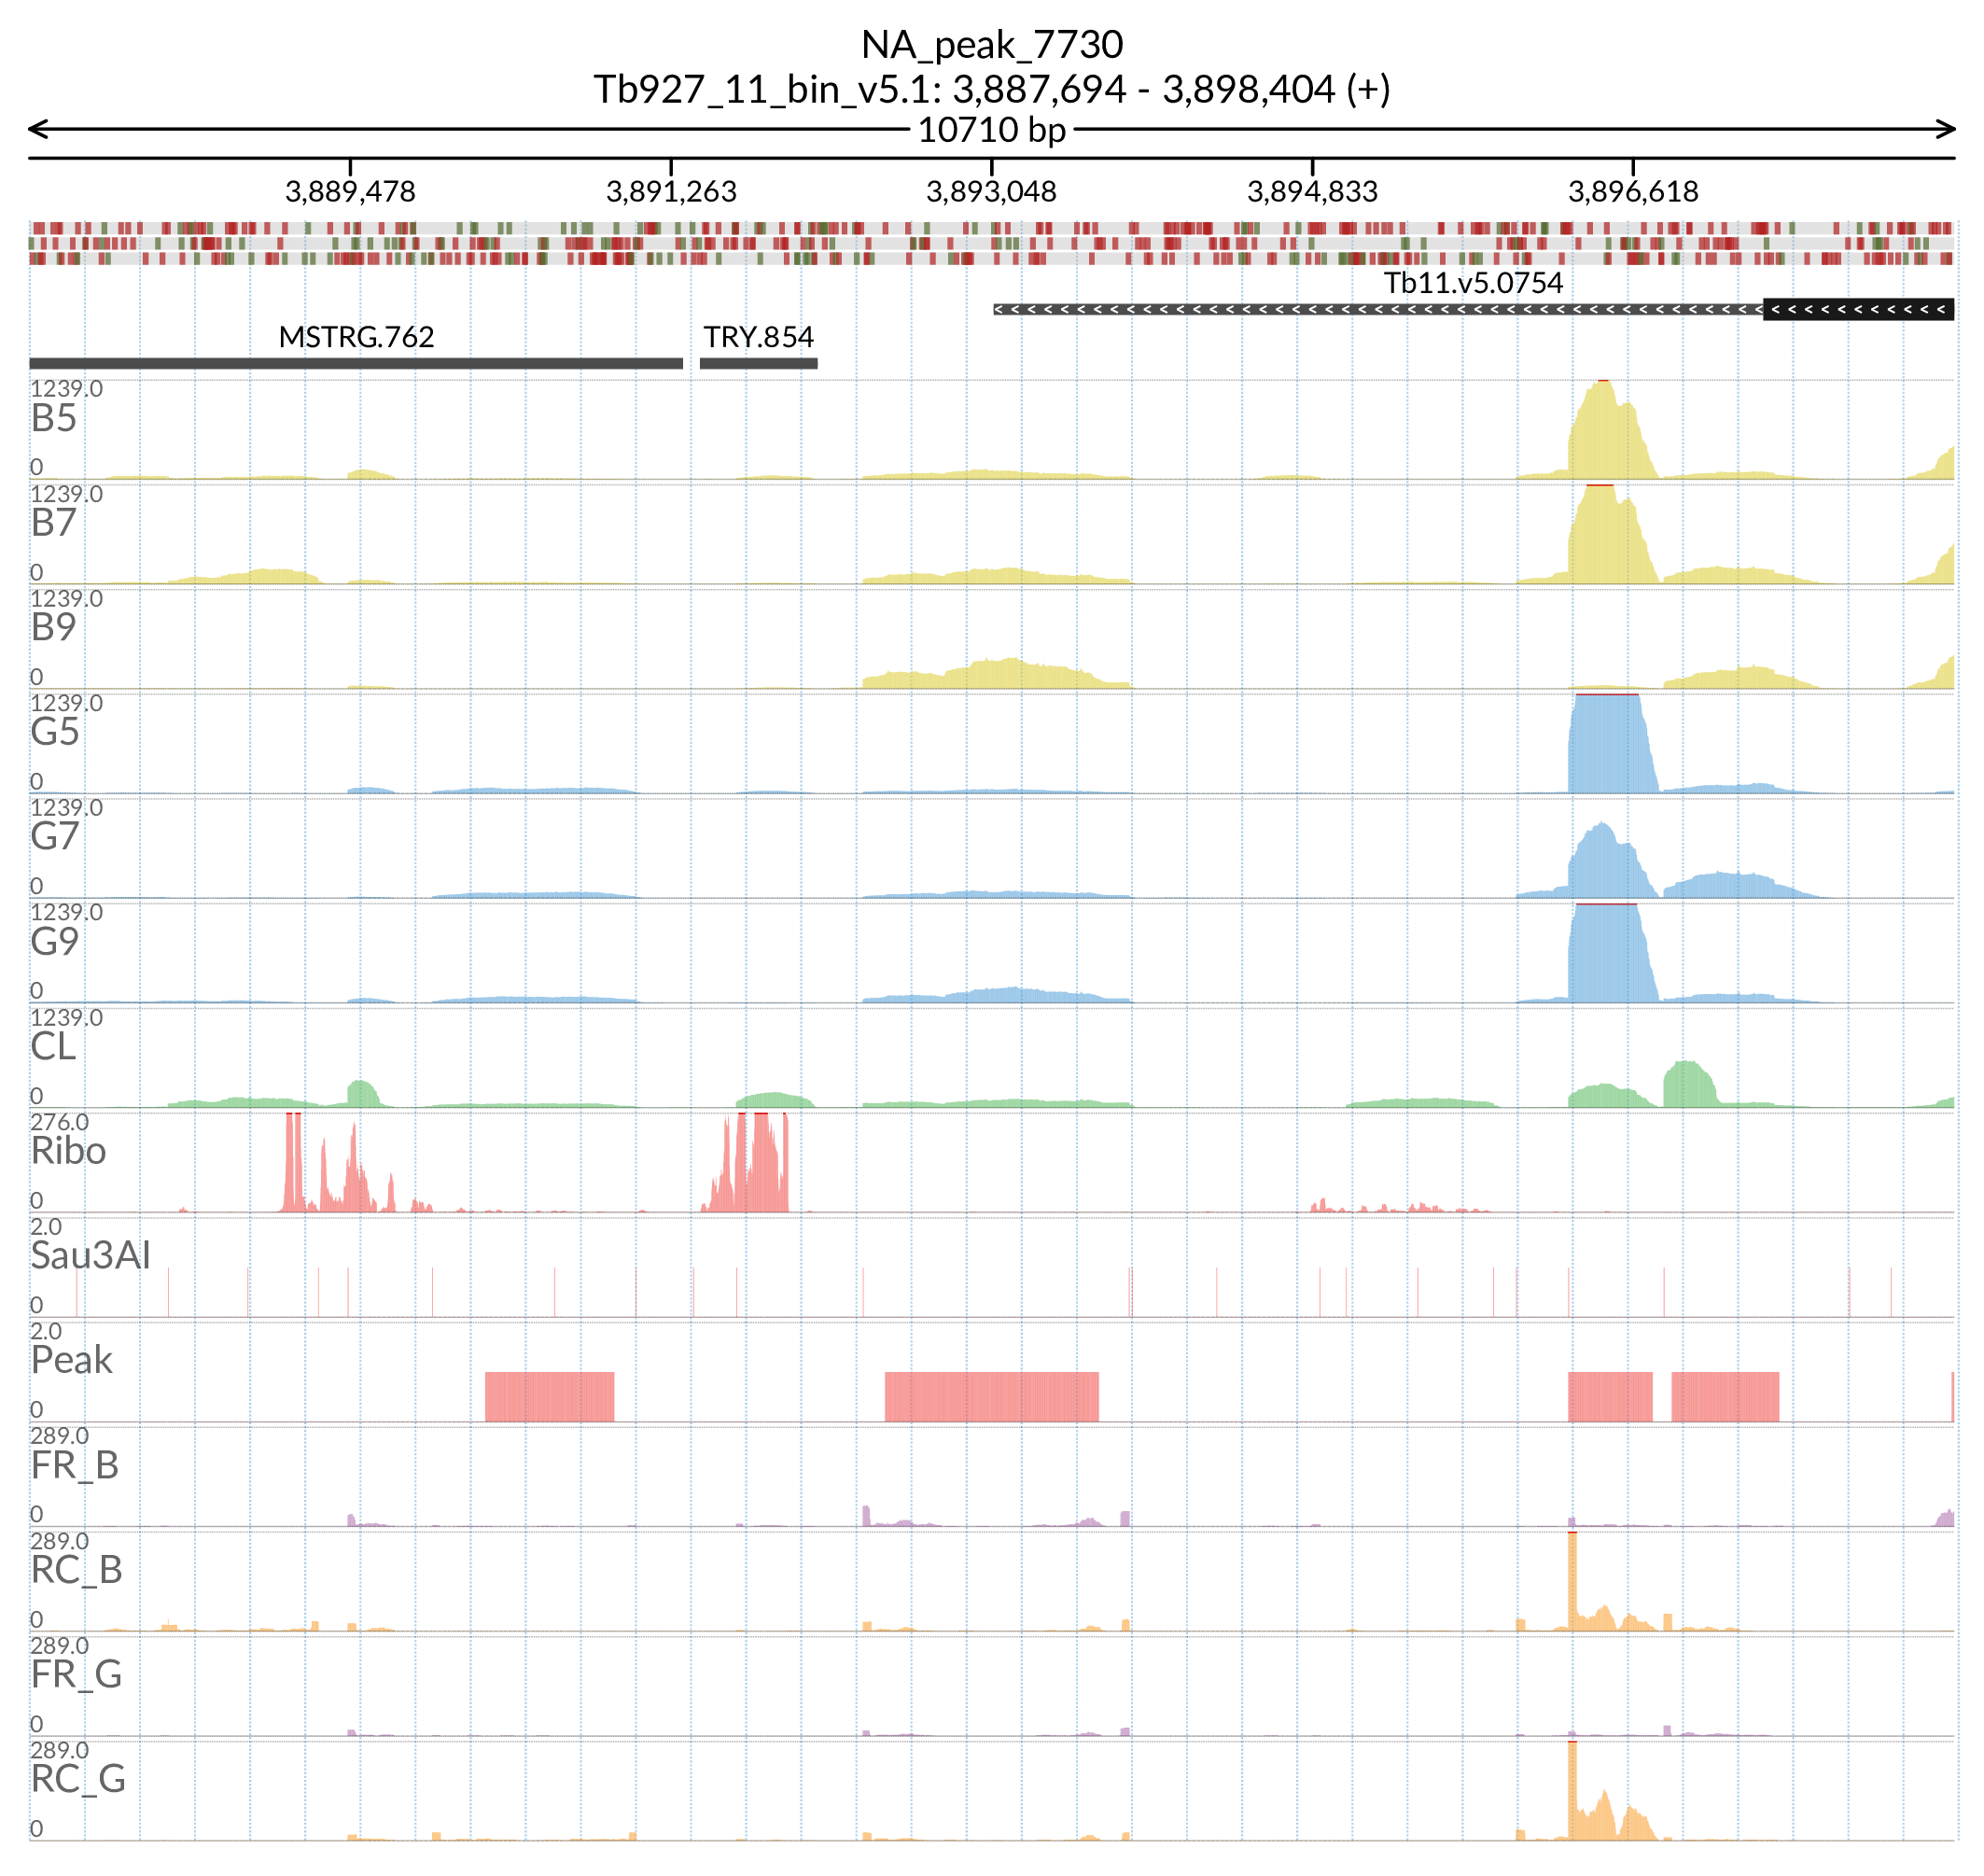 NA_peak_7730
Tb927_11_bin_v5.1: 3,887,694 - 3,898,404 (+)
10710 bp
3,889,478 3,891,263 3,893,048 3,894,833 3,896,618
Tb11.v5.0754
MSTRG.762 TRY.854
1239.0
B5
0
1239.0
B7
0
1239.0
B9
0
1239.0
G5
0
1239.0
G7
0
1239.0
G9
0
1239.0
CL
0
276.0
Ribo
0
2.0
Sau3AI
0
2.0
Peak
0
289.0
FR_B
0
289.0
RC_B
0
289.0
FR_G
0
289.0
RC_G
0